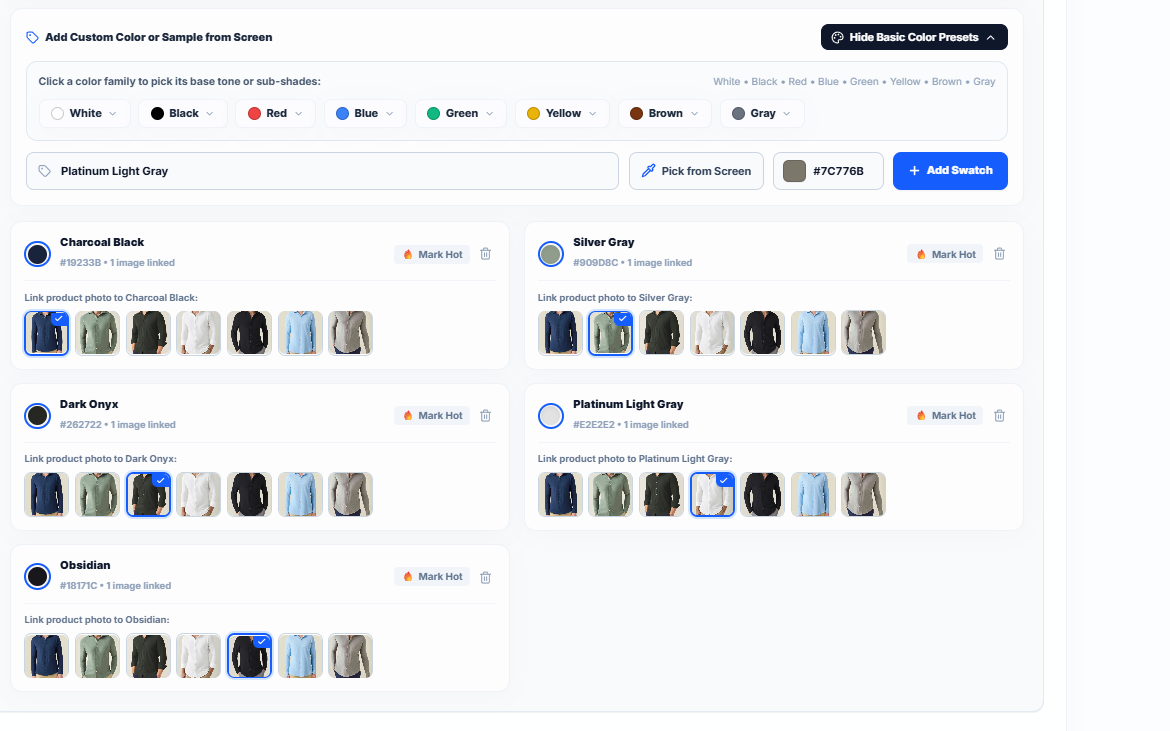 Add Custom Color or Sample from Screen
Hide Basic Color Presets
Click a color family to pick its base tone or sub-shades:
White • Black • Red • Blue • Green • Yellow • Brown • Gray
White
Black
Red
Blue
Green
Yellow
Brown
Gray
Platinum Light Gray
Pick from Screen
#7C776B
+ Add Swatch
Charcoal Black
#19233B • 1 image linked
Mark Hot
Link product photo to Charcoal Black:
Silver Gray
#909D8C • 1 image linked
Mark Hot
Link product photo to Silver Gray:
Dark Onyx
#262722 • 1 image linked
Mark Hot
Link product photo to Dark Onyx:
Platinum Light Gray
#E2E2E2 • 1 image linked
Mark Hot
Link product photo to Platinum Light Gray:
Obsidian
#18171C • 1 image linked
Mark Hot
Link product photo to Obsidian: